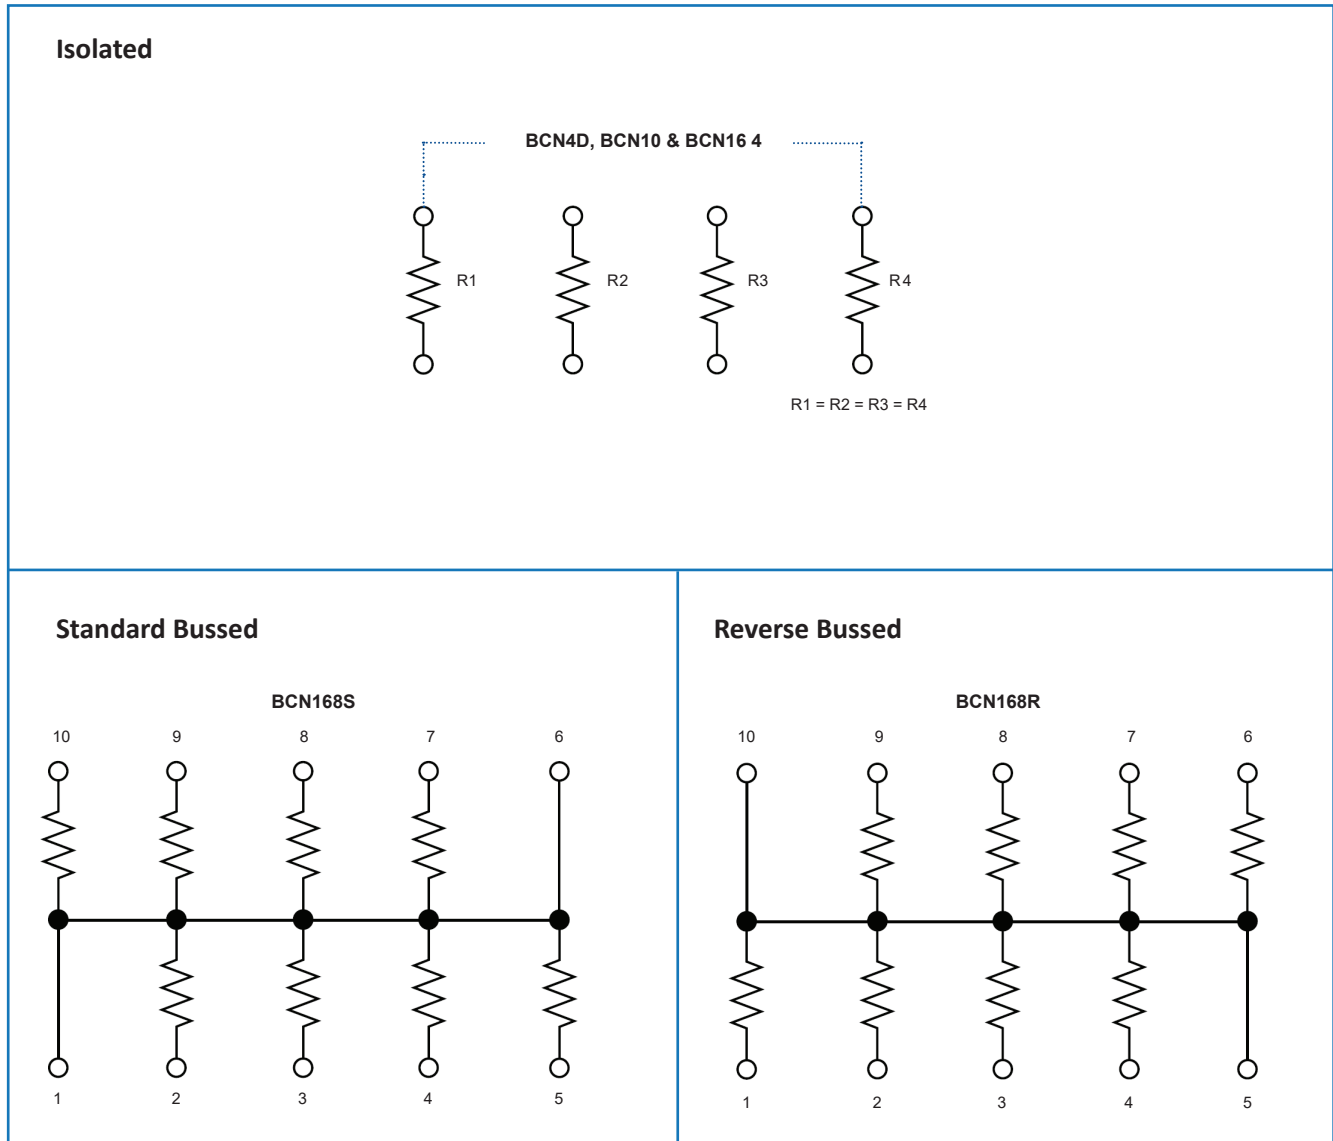 Isolated
BCN4D, BCN10 & BCN16 4
R1 R2 R3 R4
R1 = R2 = R3 = R4
Standard Bussed
BCN168S
10 9 8 7 6
1 2 3 4 5
Reverse Bussed
BCN168R
10 9 8 7 6
1 2 3 4 5